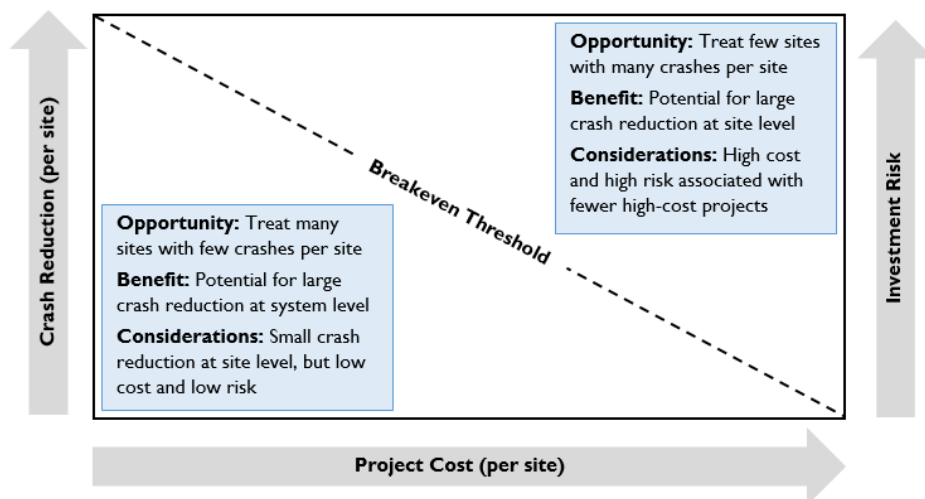 Crash Reduction (per site)
Opportunity: Treat few sites
with many crashes per site
Benefit: Potential for large
crash reduction at site level
Considerations: High cost
and high risk associated with
fewer high-cost projects
Breakeven Threshold
Opportunity: Treat many
sites with few crashes per site
Benefit: Potential for large
crash reduction at system level
Considerations: Small crash
reduction at site level, but low
cost and low risk
Investment Risk
Project Cost (per site)